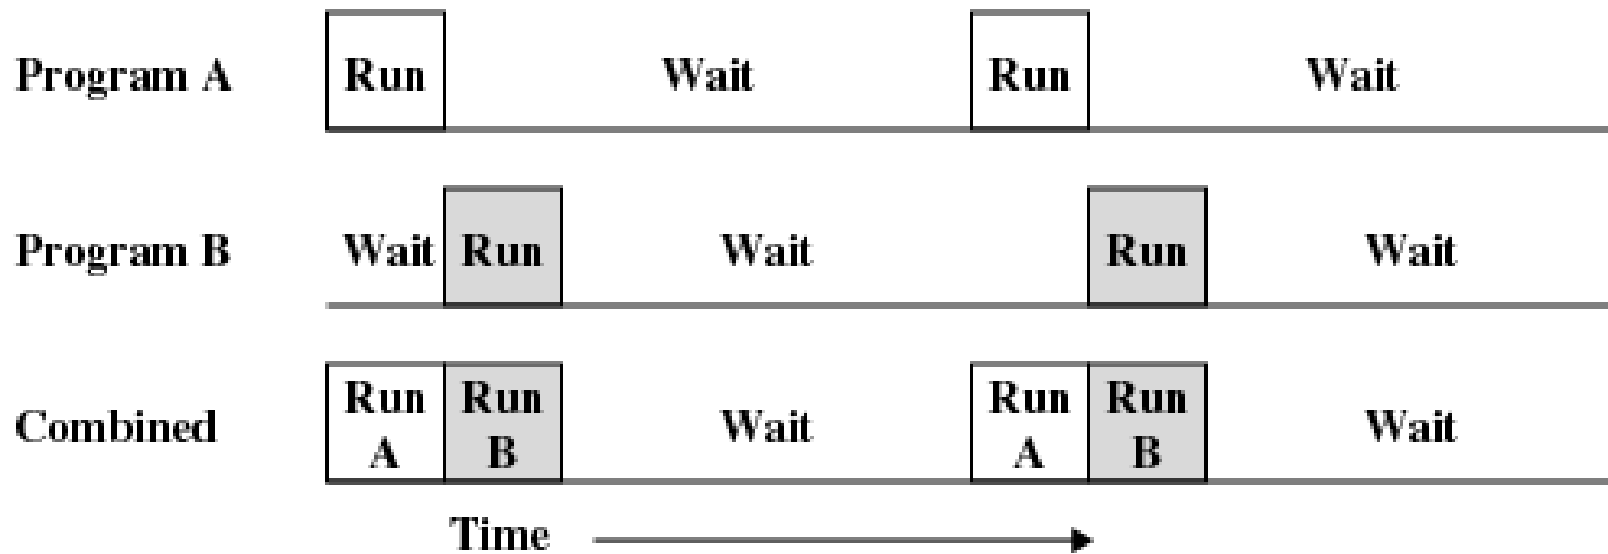 Program A Run Wait Run Wait
Program B Wait Run Wait Run Wait
Combined Run A Run B Wait Run A Run B Wait
Time